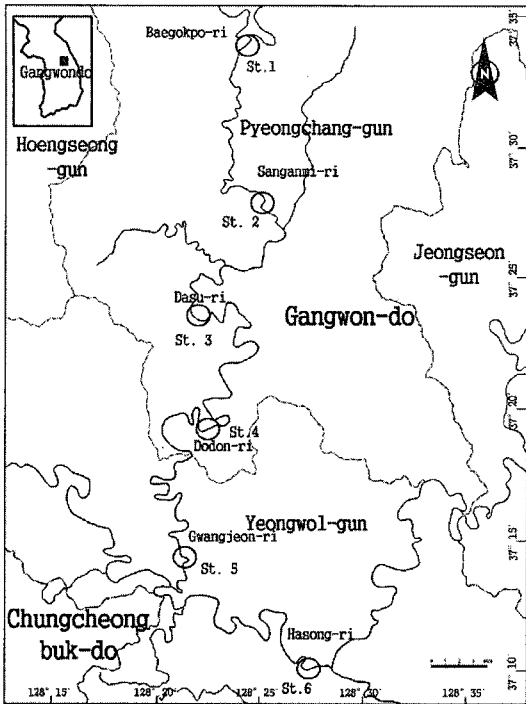 Baegokpo-ri
St.1
Gangwondo
N
Hoengseong
-gun
Pyeongchang-gun
Sanganmi-ri
St. 2
Jeongseon
-gun
Dasu-ri
St. 3
Gangwon-do
St.4
Dodon-ri
Yeongwol-gun
Gwangjeon-ri
St. 5
Chungcheong
buk-do
Hasong-ri
St.6
37° 35′
37° 30′
37° 25′
37° 20′
37° 15′
37° 10′
128° 15′
128° 20′
128° 25′
128° 30′
128° 35′